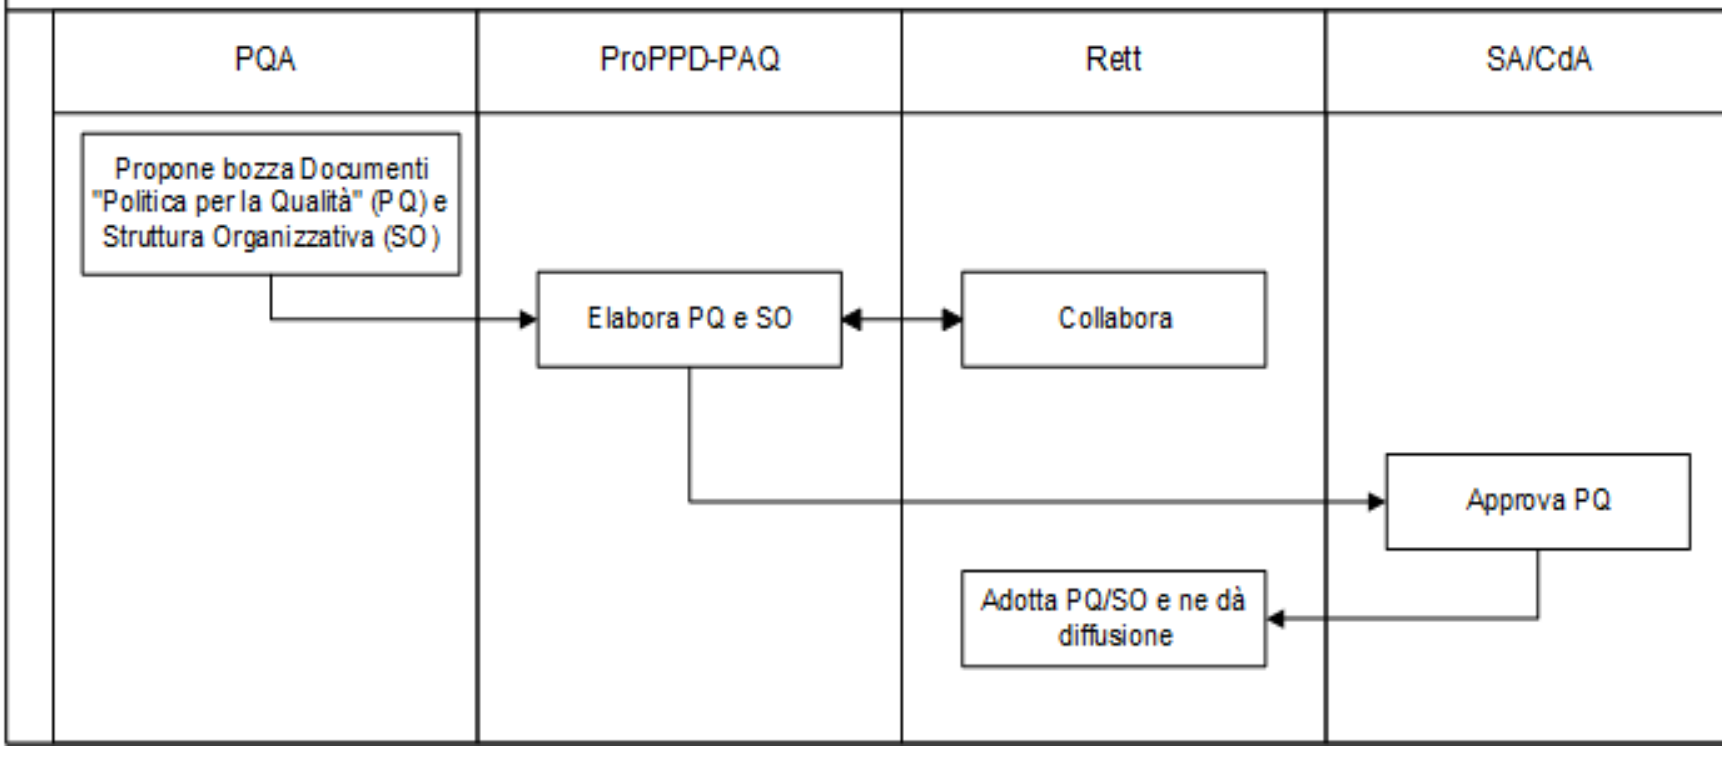 PQA
ProPPD-PAQ
Rett
SA/CdA
Propone bozza Documenti
"Politica per la Qualità" (PQ) e
Struttura Organizzativa (SO)
Elabora PQ e SO
Collabora
Approva PQ
Adotta PQ/SO e ne dà
diffusione